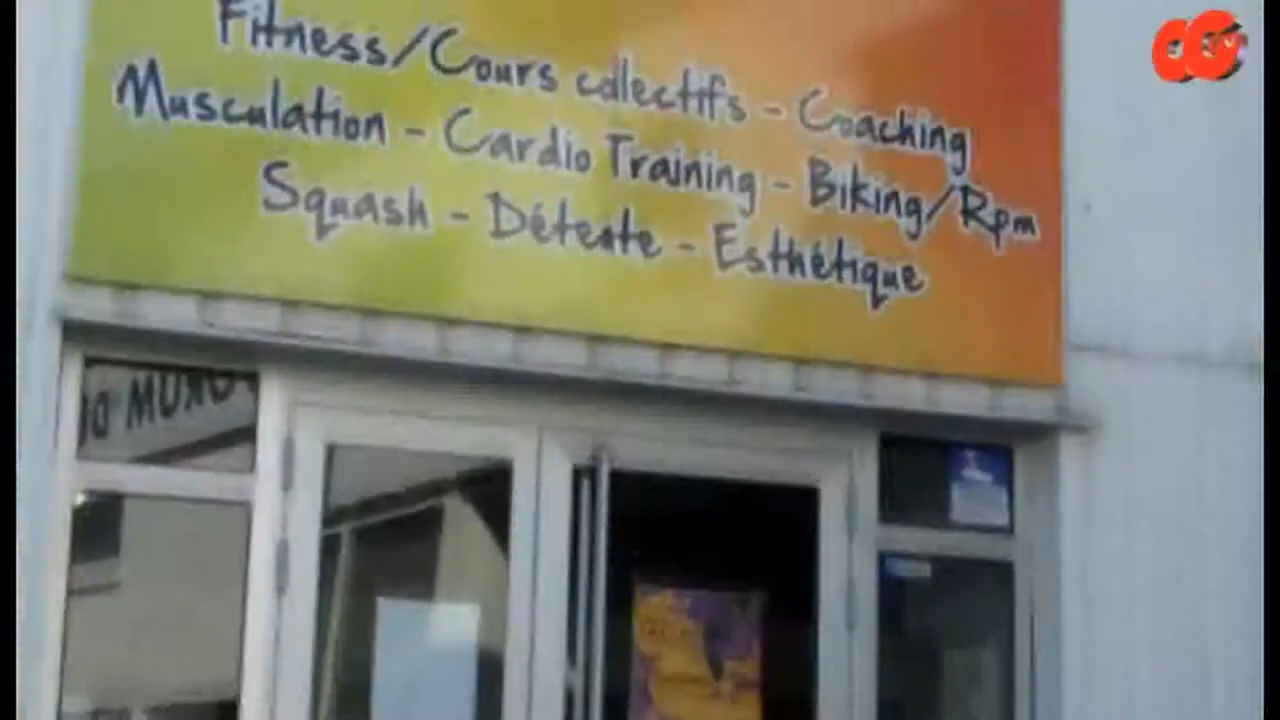 Fitness/Cours collectifs - Coaching
Musculation - Cardio Training - Biking/Rpm
Squash - Détente - Esthétique